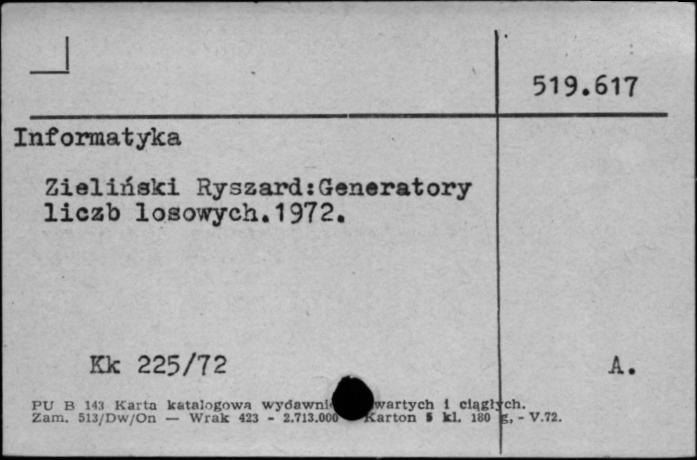 519.617
Informatyka
Zieliński Ryszard:Generatory
liczb losowych.1972.
Kk 225/72 A.
PU B 143 Karta katalogowa wydawni wartych i ciągłych.
Zam. 513/Dw/On — Wrak 423 - 2.713.000 Karton 5 kl. 180 g, - V.72.